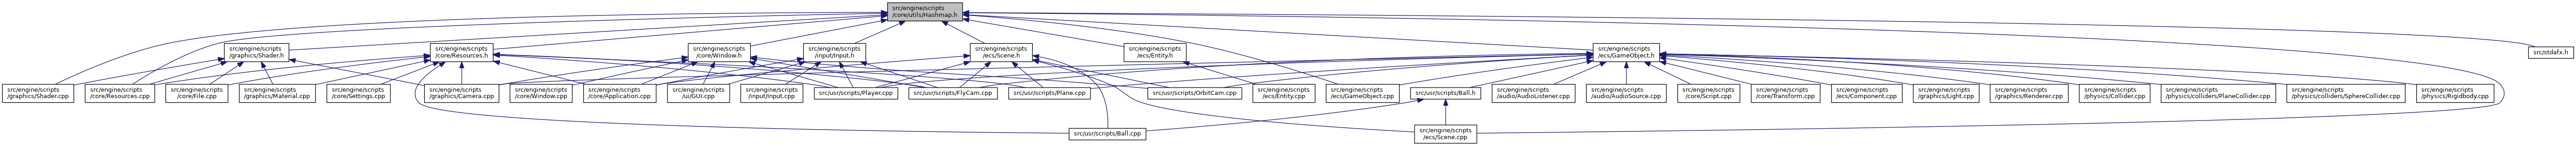 src/engine/scripts
/core/utils/Hashmap.h
src/engine/scripts
/graphics/Shader.h
src/engine/scripts
/core/Resources.h
src/engine/scripts
/core/Window.h
src/engine/scripts
/input/Input.h
src/engine/scripts
/ecs/Scene.h
src/engine/scripts
/ecs/Entity.h
src/engine/scripts
/ecs/GameObject.h
src/stdafx.h
src/engine/scripts
/graphics/Shader.cpp
src/engine/scripts
/core/Resources.cpp
src/engine/scripts
/core/File.cpp
src/engine/scripts
/graphics/Material.cpp
src/engine/scripts
/core/Settings.cpp
src/engine/scripts
/graphics/Camera.cpp
src/engine/scripts
/core/Window.cpp
src/engine/scripts
/core/Application.cpp
src/engine/scripts
/ui/GUI.cpp
src/engine/scripts
/input/Input.cpp
src/usr/scripts/Player.cpp
src/usr/scripts/FlyCam.cpp
src/usr/scripts/Plane.cpp
src/usr/scripts/OrbitCam.cpp
src/engine/scripts
/ecs/Entity.cpp
src/engine/scripts
/ecs/GameObject.cpp
src/usr/scripts/Ball.h
src/engine/scripts
/audio/AudioListener.cpp
src/engine/scripts
/audio/AudioSource.cpp
src/engine/scripts
/core/Script.cpp
src/engine/scripts
/core/Transform.cpp
src/engine/scripts
/ecs/Component.cpp
src/engine/scripts
/graphics/Light.cpp
src/engine/scripts
/graphics/Renderer.cpp
src/engine/scripts
/physics/Collider.cpp
src/engine/scripts
/physics/colliders/PlaneCollider.cpp
src/engine/scripts
/physics/colliders/SphereCollider.cpp
src/engine/scripts
/physics/Rigidbody.cpp
src/usr/scripts/Ball.cpp
src/engine/scripts
/ecs/Scene.cpp